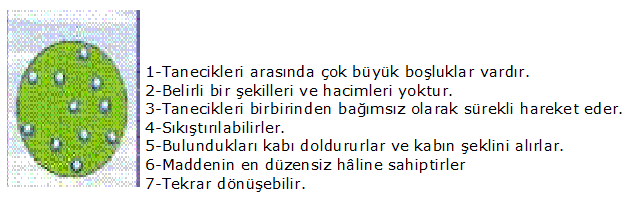 1-Tanecikleri arasında çok büyük boşluklar vardır.
2-Belirli bir şekilleri ve hacimleri yoktur.
3-Tanecikleri birbirinden bağımsız olarak sürekli hareket eder.
4-Sıkıştırılabilirler.
5-Bulundukları kabı doldururlar ve kabın şeklini alırlar.
6-Maddenin en düzensiz hâline sahiptirler
7-Tekrar dönüşebilir.